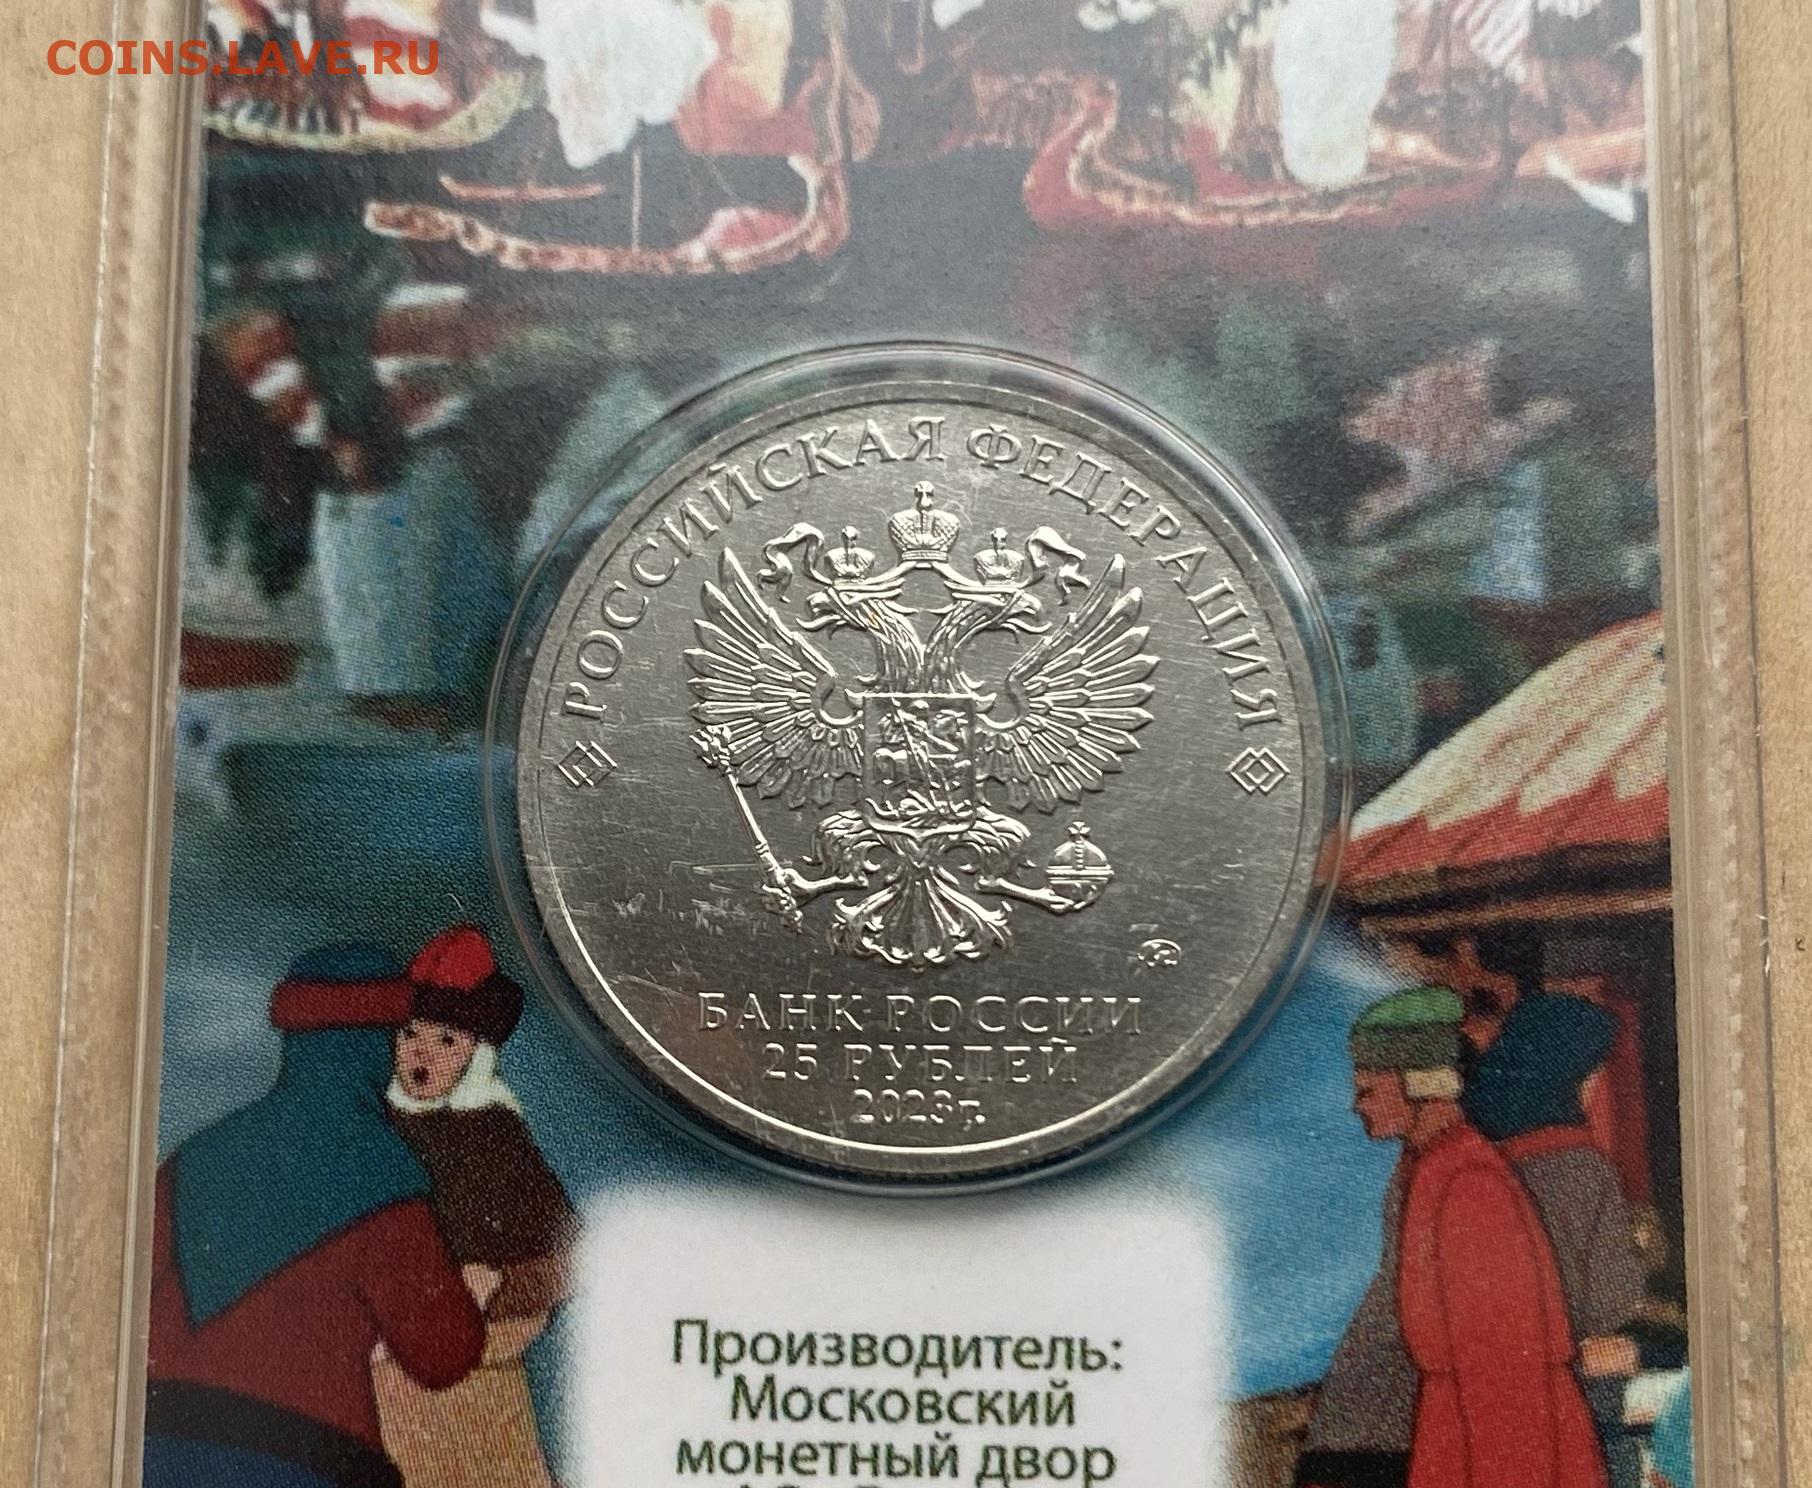 COINS.LAVE.RU
РОССИЙСКАЯ ФЕДЕРАЦИЯ
БАНК РОССИИ
25 РУБЛЕЙ
2023 г.
Производитель:
Московский
монетный двор